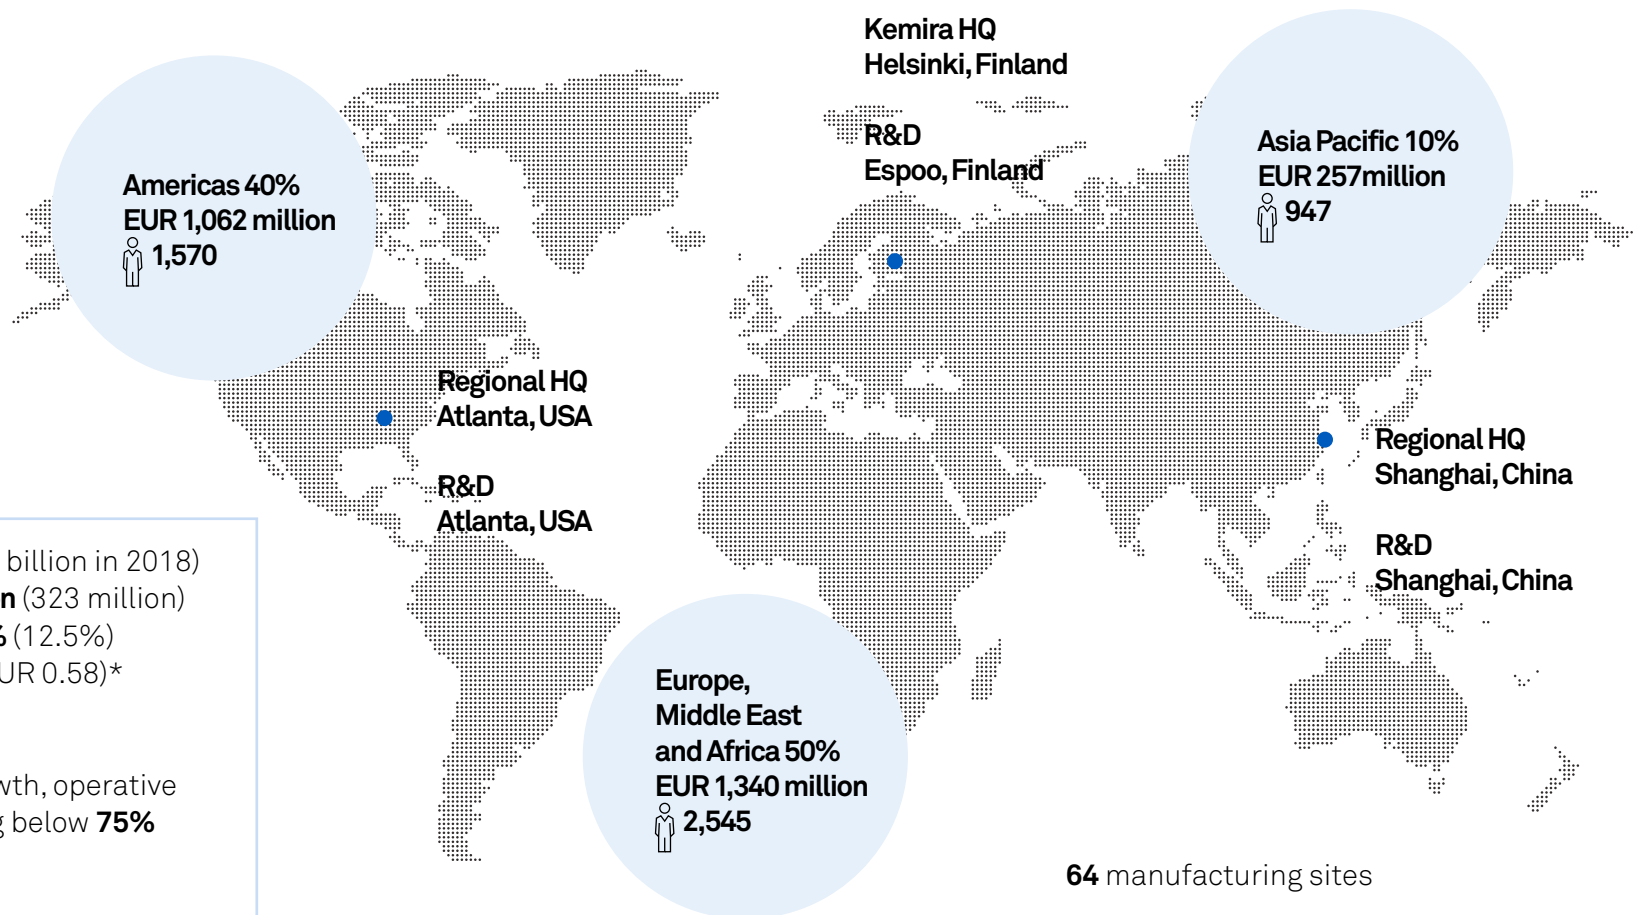 Kemira HQ
Helsinki, Finland
R&D
Espoo, Finland
Americas 40%
EUR 1,062 million
1,570
Asia Pacific 10%
EUR 257million
947
Regional HQ
Atlanta, USA
R&D
Atlanta, USA
Regional HQ
Shanghai, China
R&D
Shanghai, China
billion in 2018)
(323 million)
% (12.5%)
0.58)*
Europe,
Middle East
and Africa 50%
EUR 1,340 million
2,545
operative
below 75%
64 manufacturing sites